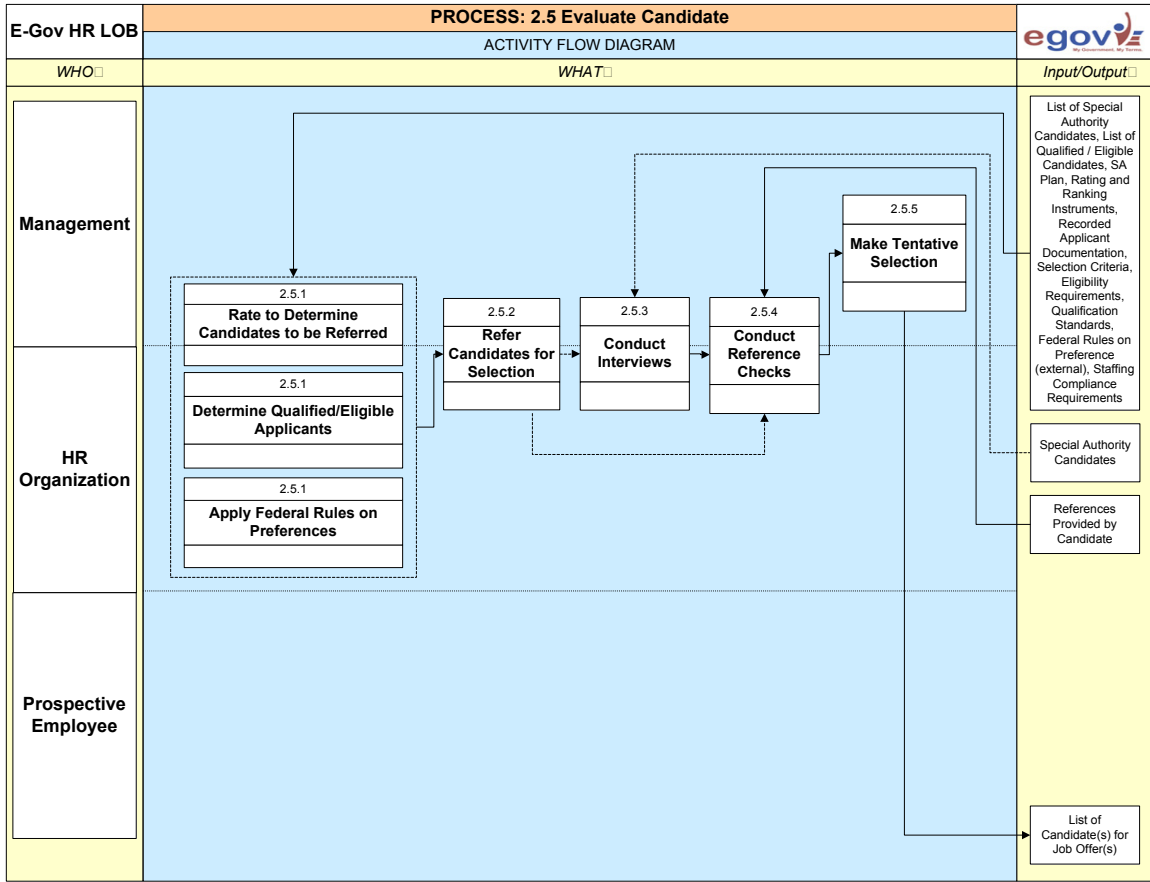 E-Gov HR LOB
PROCESS: 2.5 Evaluate Candidate
ACTIVITY FLOW DIAGRAM
egov
My Government. My Terms.
WHO□
WHAT□
Input/Output□
Management
HR
Organization
Prospective
Employee
2.5.1
Rate to Determine
Candidates to be Referred
2.5.1
Determine Qualified/Eligible
Applicants
2.5.1
Apply Federal Rules on
Preferences
2.5.2
Refer
Candidates for
Selection
2.5.3
Conduct
Interviews
2.5.4
Conduct
Reference
Checks
2.5.5
Make Tentative
Selection
List of Special
Authority
Candidates, List of
Qualified / Eligible
Candidates, SA
Plan, Rating and
Ranking
Instruments,
Recorded
Applicant
Documentation,
Selection Criteria,
Eligibility
Requirements,
Qualification
Standards,
Federal Rules on
Preference
(external), Staffing
Compliance
Requirements
Special Authority
Candidates
References
Provided by
Candidate
List of
Candidate(s) for
Job Offer(s)